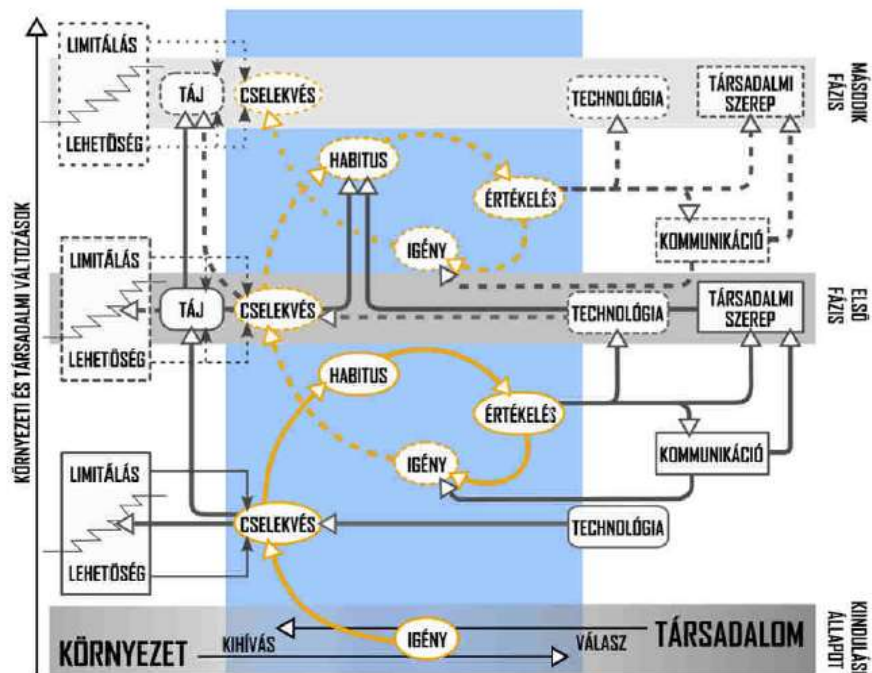 KÖRNYEZETI ÉS TÁRSADALMI VÁLTOZÁSOK
LIMITÁLÁS
LEHETŐSÉG
TÁJ
CSELEKVÉS
TECHNOLÓGIA
TÁRSADALMI
SZEREP
MÁSODIK
FÁZIS
HABITUS
ÉRTÉKELÉS
IGÉNY
KOMMUNIKÁCIÓ
LIMITÁLÁS
LEHETŐSÉG
TÁJ
CSELEKVÉS
TECHNOLÓGIA
TÁRSADALMI
SZEREP
ELSŐ
FÁZIS
HABITUS
ÉRTÉKELÉS
IGÉNY
KOMMUNIKÁCIÓ
LIMITÁLÁS
LEHETŐSÉG
CSELEKVÉS
TECHNOLÓGIA
KÖRNYEZET
KIHÍVÁS
IGÉNY
VÁLASZ
TÁRSADALOM
KIINDULÁSI
ÁLLAPOT